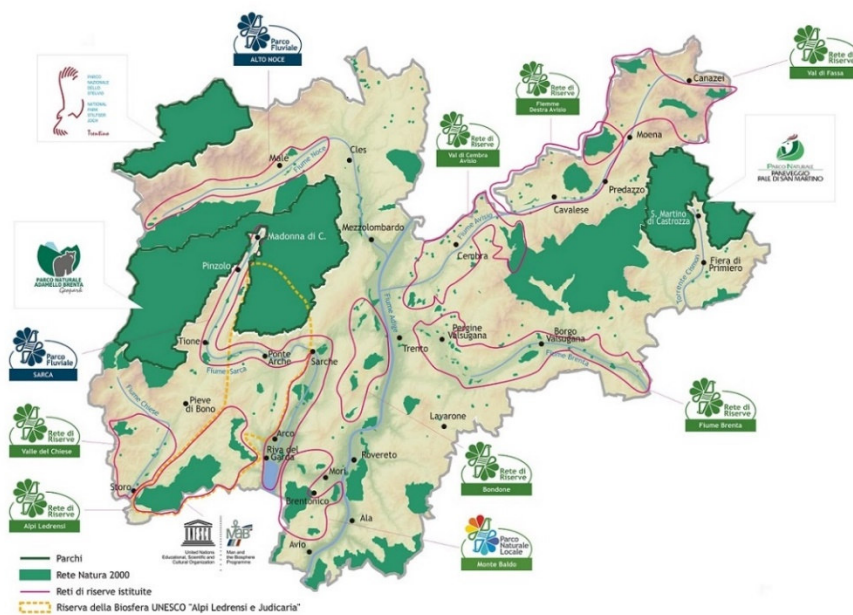 Parco
Fluviale
ALTO NOCE
PARCO
NAZIONALE
DELLO
STELVIO
NATIONAL
PARK
STILFSER
JOCH
Trentino
Rete di
Riserve
Val di Fassa
Rete di
Riserve
Fiemme
Destra Avisio
Rete di
Riserve
Val di Cembra
Avisio
PARCO NATURALE
PANEVEGGIO
PALE DI SAN MARTINO
Canazei
Moena
Predazzo
Cavalese
S. Martino
di Castrozza
Fiera di
Primiero
Torrente Cismon
Malè
Fiume Noce
Cles
Mezzolombardo
Fiume Avisio
Cembra
Madonna di C.
Pinzolo
PARCO NATURALE
ADAMELLO BRENTA
Geopark
Fiume Adige
Trento
Pergine
Valsugana
Borgo
Valsugana
Fiume Brenta
Parco
Fluviale
SARCA
Tione
Ponte
Arche
Sarche
Fiume Sarca
Fiume Chiese
Pieve
di Bono
Lavarone
Rete di
Riserve
Fiume Brenta
Rete di
Riserve
Valle del Chiese
Arco
Riva del
Garda
Rovereto
Mori
Brentonico
Storo
Ala
Avio
Rete di
Riserve
Bondone
Rete di
Riserve
Alpi Ledrensi
Parco
Naturale
Locale
Monte Baldo
UNESCO
United Nations
Educational, Scientific and
Cultural Organization
MaB
Man and
the Biosphere
Programme
Parchi
Rete Natura 2000
Reti di riserve istituite
Riserva della Biosfera UNESCO "Alpi Ledrensi e Judicaria"